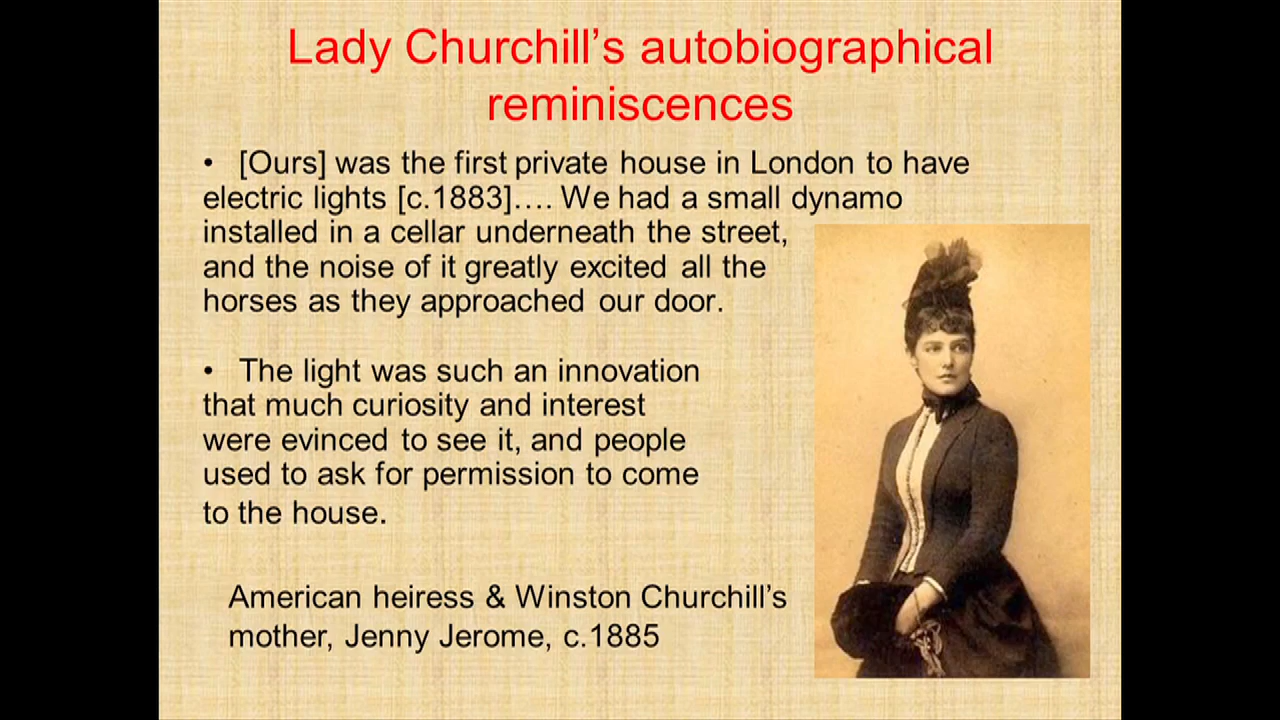 Lady Churchill’s autobiographical
reminiscences
• [Ours] was the first private house in London to have
electric lights [c.1883]…. We had a small dynamo
installed in a cellar underneath the street,
and the noise of it greatly excited all the
horses as they approached our door.
• The light was such an innovation
that much curiosity and interest
were evinced to see it, and people
used to ask for permission to come
to the house.
American heiress & Winston Churchill’s
mother, Jenny Jerome, c.1885